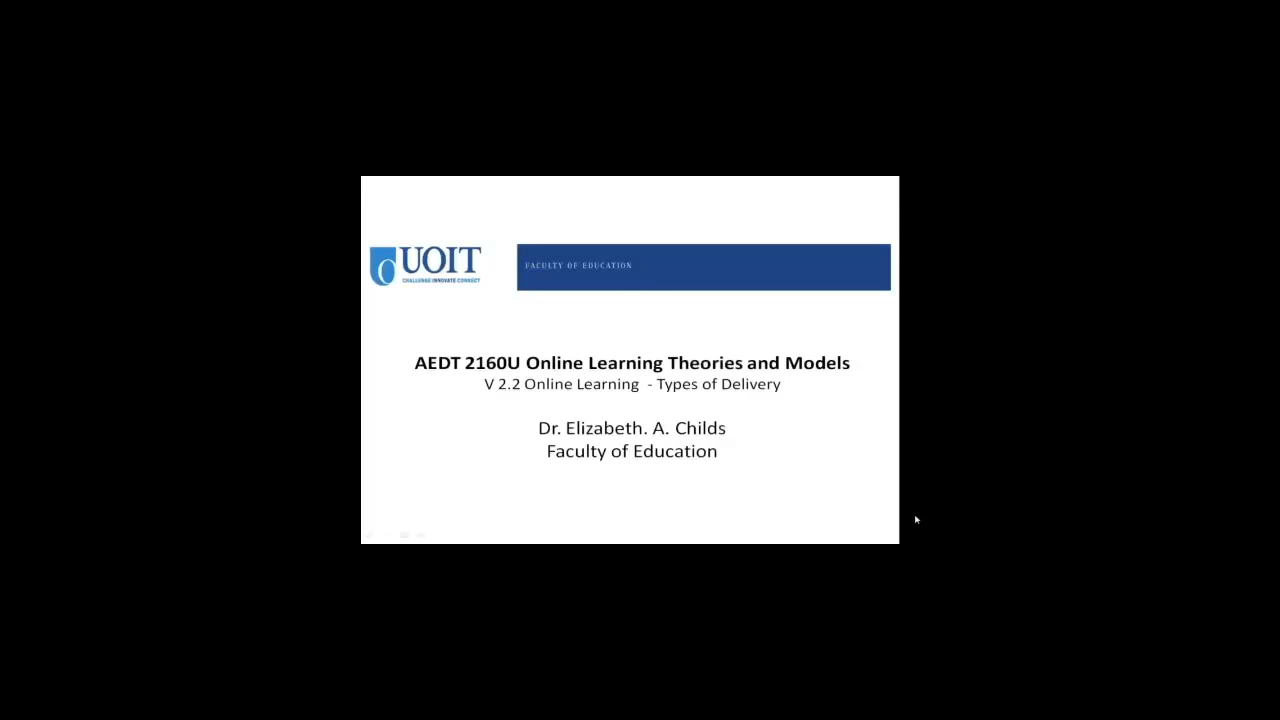 UOIT
CHALLENGE INNOVATE CONNECT
FACULTY OF EDUCATION
AEDT 2160U Online Learning Theories and Models
V 2.2 Online Learning - Types of Delivery
Dr. Elizabeth. A. Childs
Faculty of Education